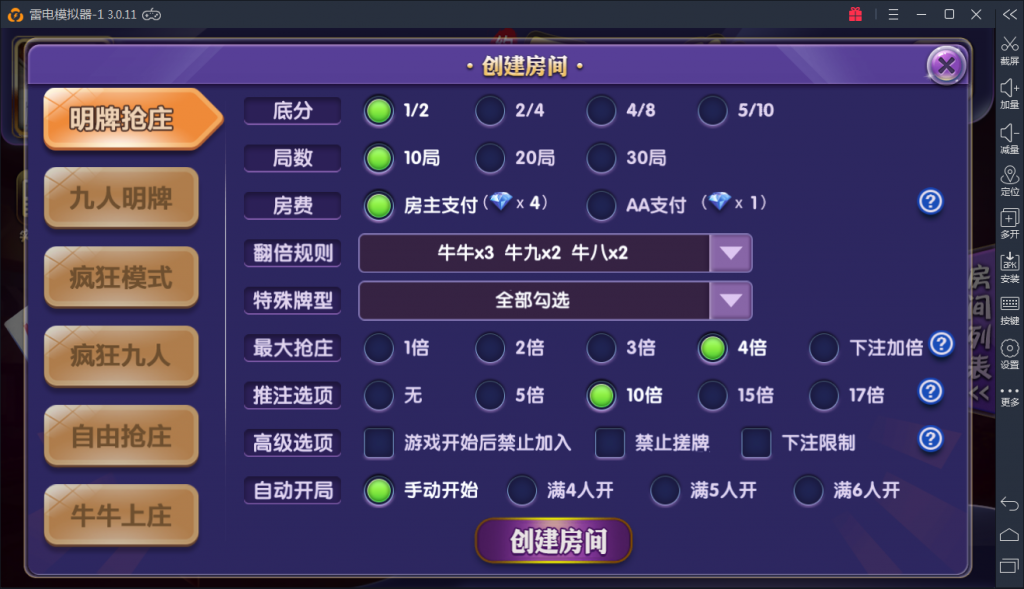 雷电模拟器-1 3.0.11
· 创建房间 ·
明牌抢庄
九人明牌
疯狂模式
疯狂九人
自由抢庄
牛牛上庄
底分 1/2 2/4 4/8 5/10
局数 10局 20局 30局
房费 房主支付( x 4) AA支付 ( x 1) ?
翻倍规则 牛牛x3 牛九x2 牛八x2
特殊牌型 全部勾选
最大抢庄 1倍 2倍 3倍 4倍 下注加倍 ?
推注选项 无 5倍 10倍 15倍 17倍 ?
高级选项 游戏开始后禁止加入 禁止搓牌 下注限制 ?
自动开局 手动开始 满4人开 满5人开 满6人开
创建房间
房间列表
截屏
加量
减量
定位
多开
APK
安装
按键
设置
更多